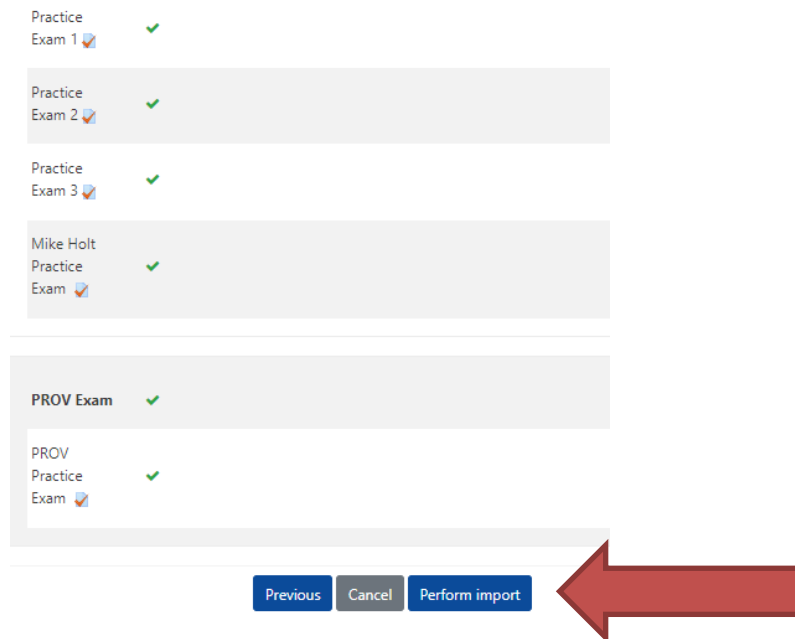 Practice
Exam 1
Practice
Exam 2
Practice
Exam 3
Mike Holt
Practice
Exam
PROV Exam
PROV
Practice
Exam
Previous Cancel Perform import